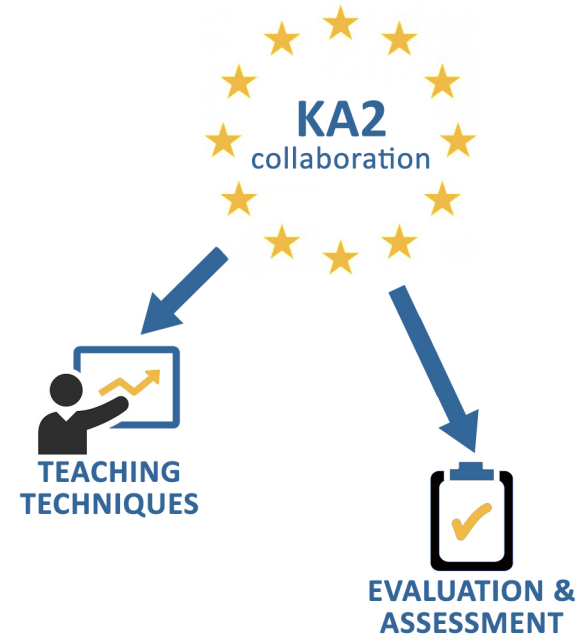 KA2
collaboration
TEACHING
TECHNIQUES
EVALUATION &
ASSESSMENT